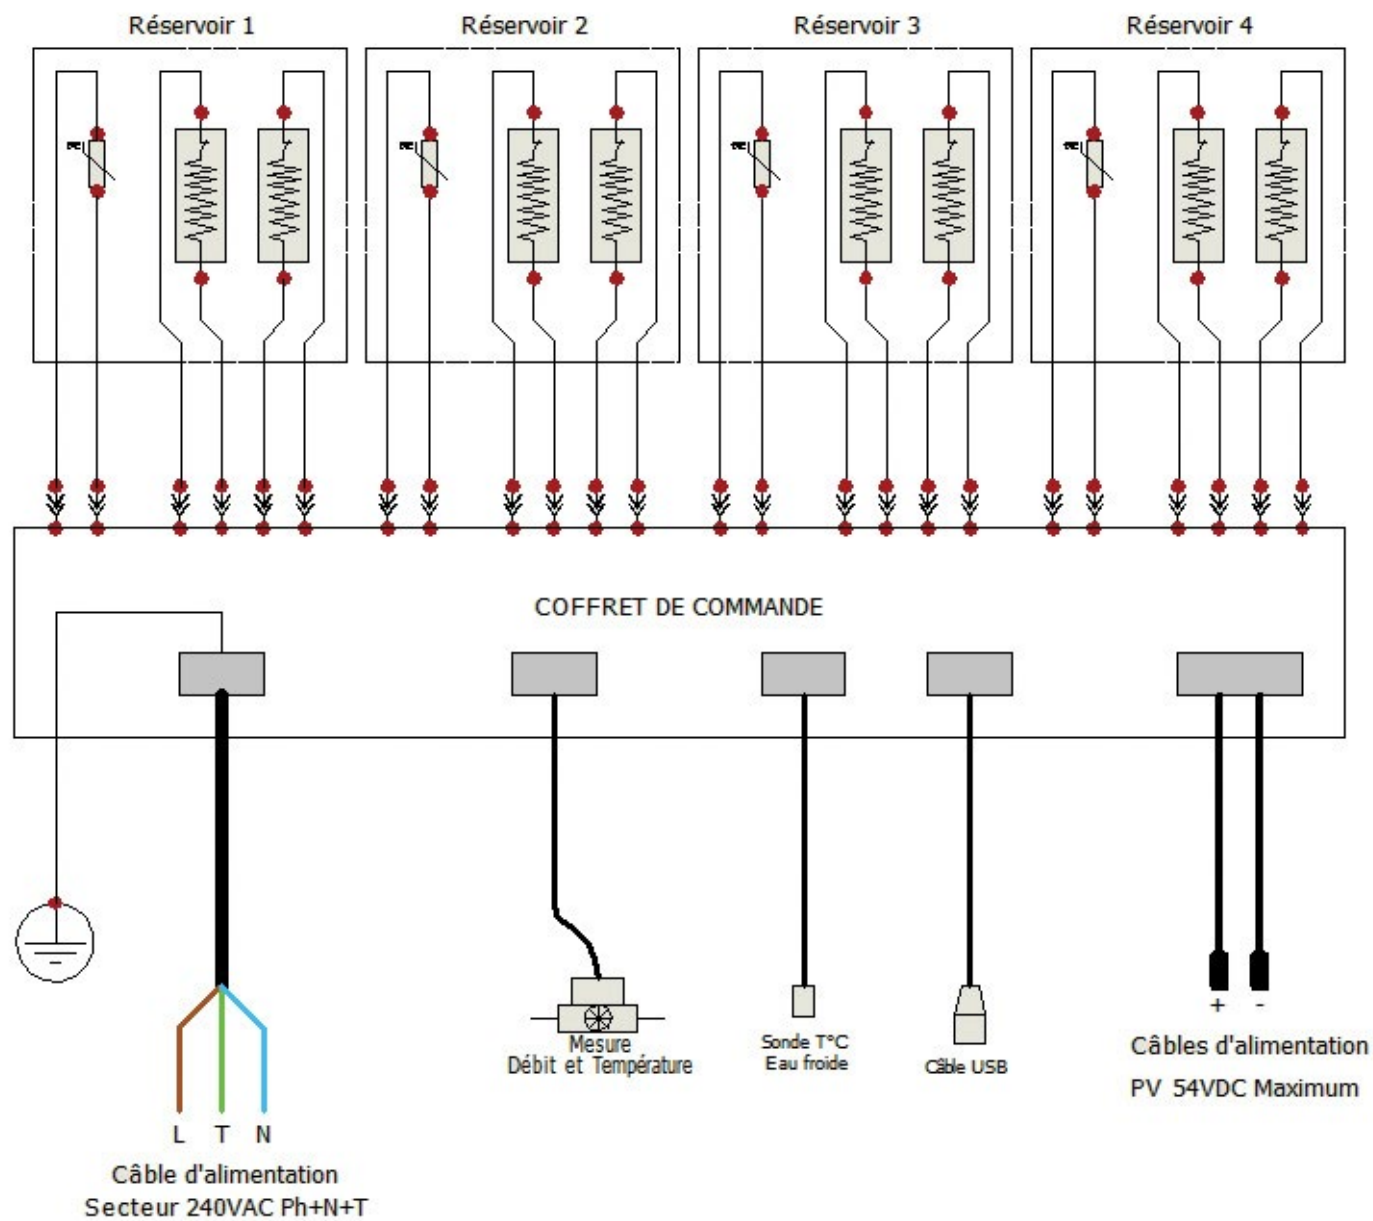 Réservoir 1
Réservoir 2
Réservoir 3
Réservoir 4
COFFRET DE COMMANDE
L T N
Câble d'alimentation
Secteur 240VAC Ph+N+T
Mesure
Débit et Température
Sonde T°C
Eau froide
Câble USB
+ -
Câbles d'alimentation
PV 54VDC Maximum